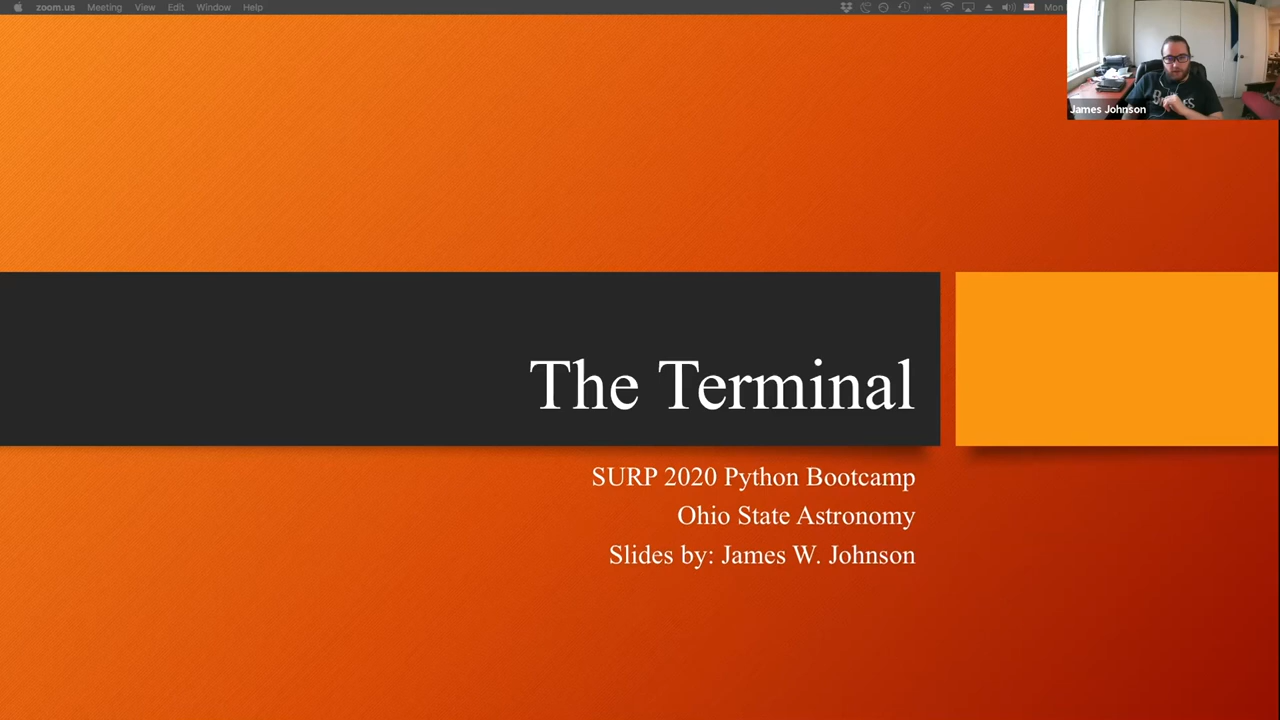 zoom.us Meeting View Edit Window Help Mon
James Johnson
The Terminal
SURP 2020 Python Bootcamp
Ohio State Astronomy
Slides by: James W. Johnson